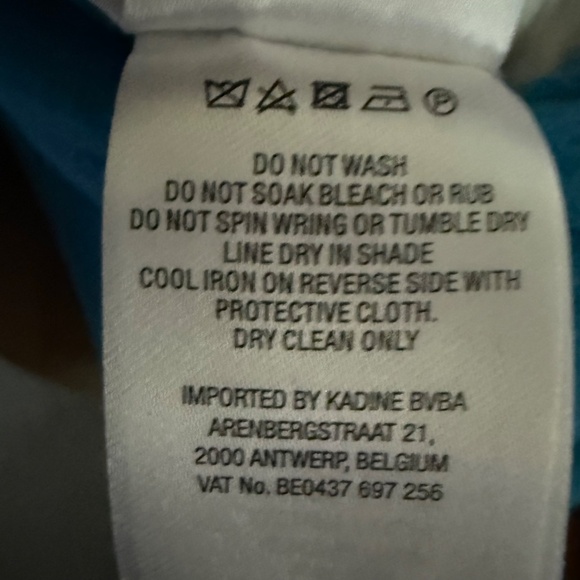 P
DO NOT WASH
DO NOT SOAK BLEACH OR RUB
DO NOT SPIN WRING OR TUMBLE DRY
LINE DRY IN SHADE
COOL IRON ON REVERSE SIDE WITH
PROTECTIVE CLOTH.
DRY CLEAN ONLY
IMPORTED BY KADINE BVBA
ARENBERGSTRAAT 21,
2000 ANTWERP, BELGIUM
VAT No. BE0437 697 256